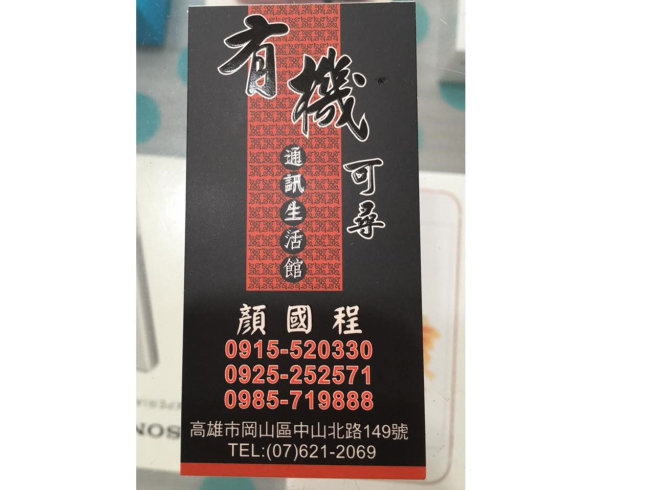 有機可尋
通訊生活館
顏國程
0915-520330
0925-252571
0985-719888
高雄市岡山區中山北路149號
TEL:(07)621-2069
SON